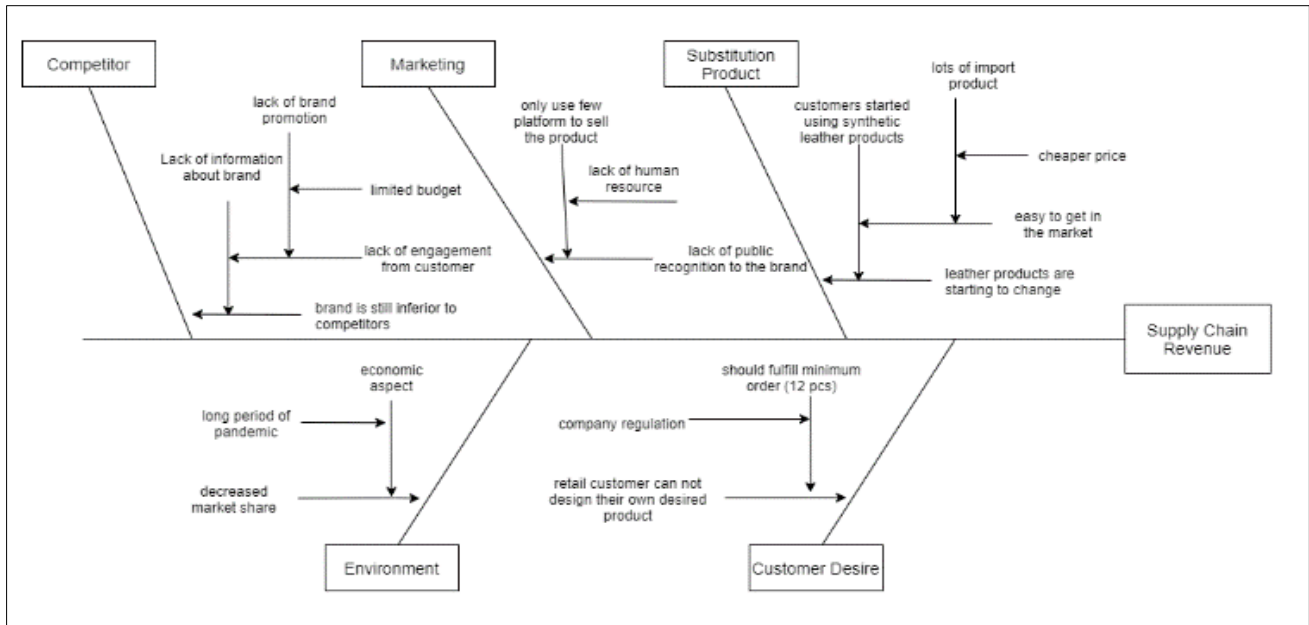 Competitor
Marketing
Substitution
Product
lots of import
product
lack of brand
promotion
only use few
platform to sell
the product
customers started
using synthetic
leather products
cheaper price
Lack of information
about brand
limited budget
lack of human
resource
easy to get in
the market
lack of engagement
from customer
lack of public
recognition to the brand
leather products are
starting to change
brand is still inferior to
competitors
Supply Chain
Revenue
economic
aspect
should fulfill minimum
order (12 pcs)
long period of
pandemic
company regulation
decreased
market share
retail customer can not
design their own desired
product
Environment
Customer Desire